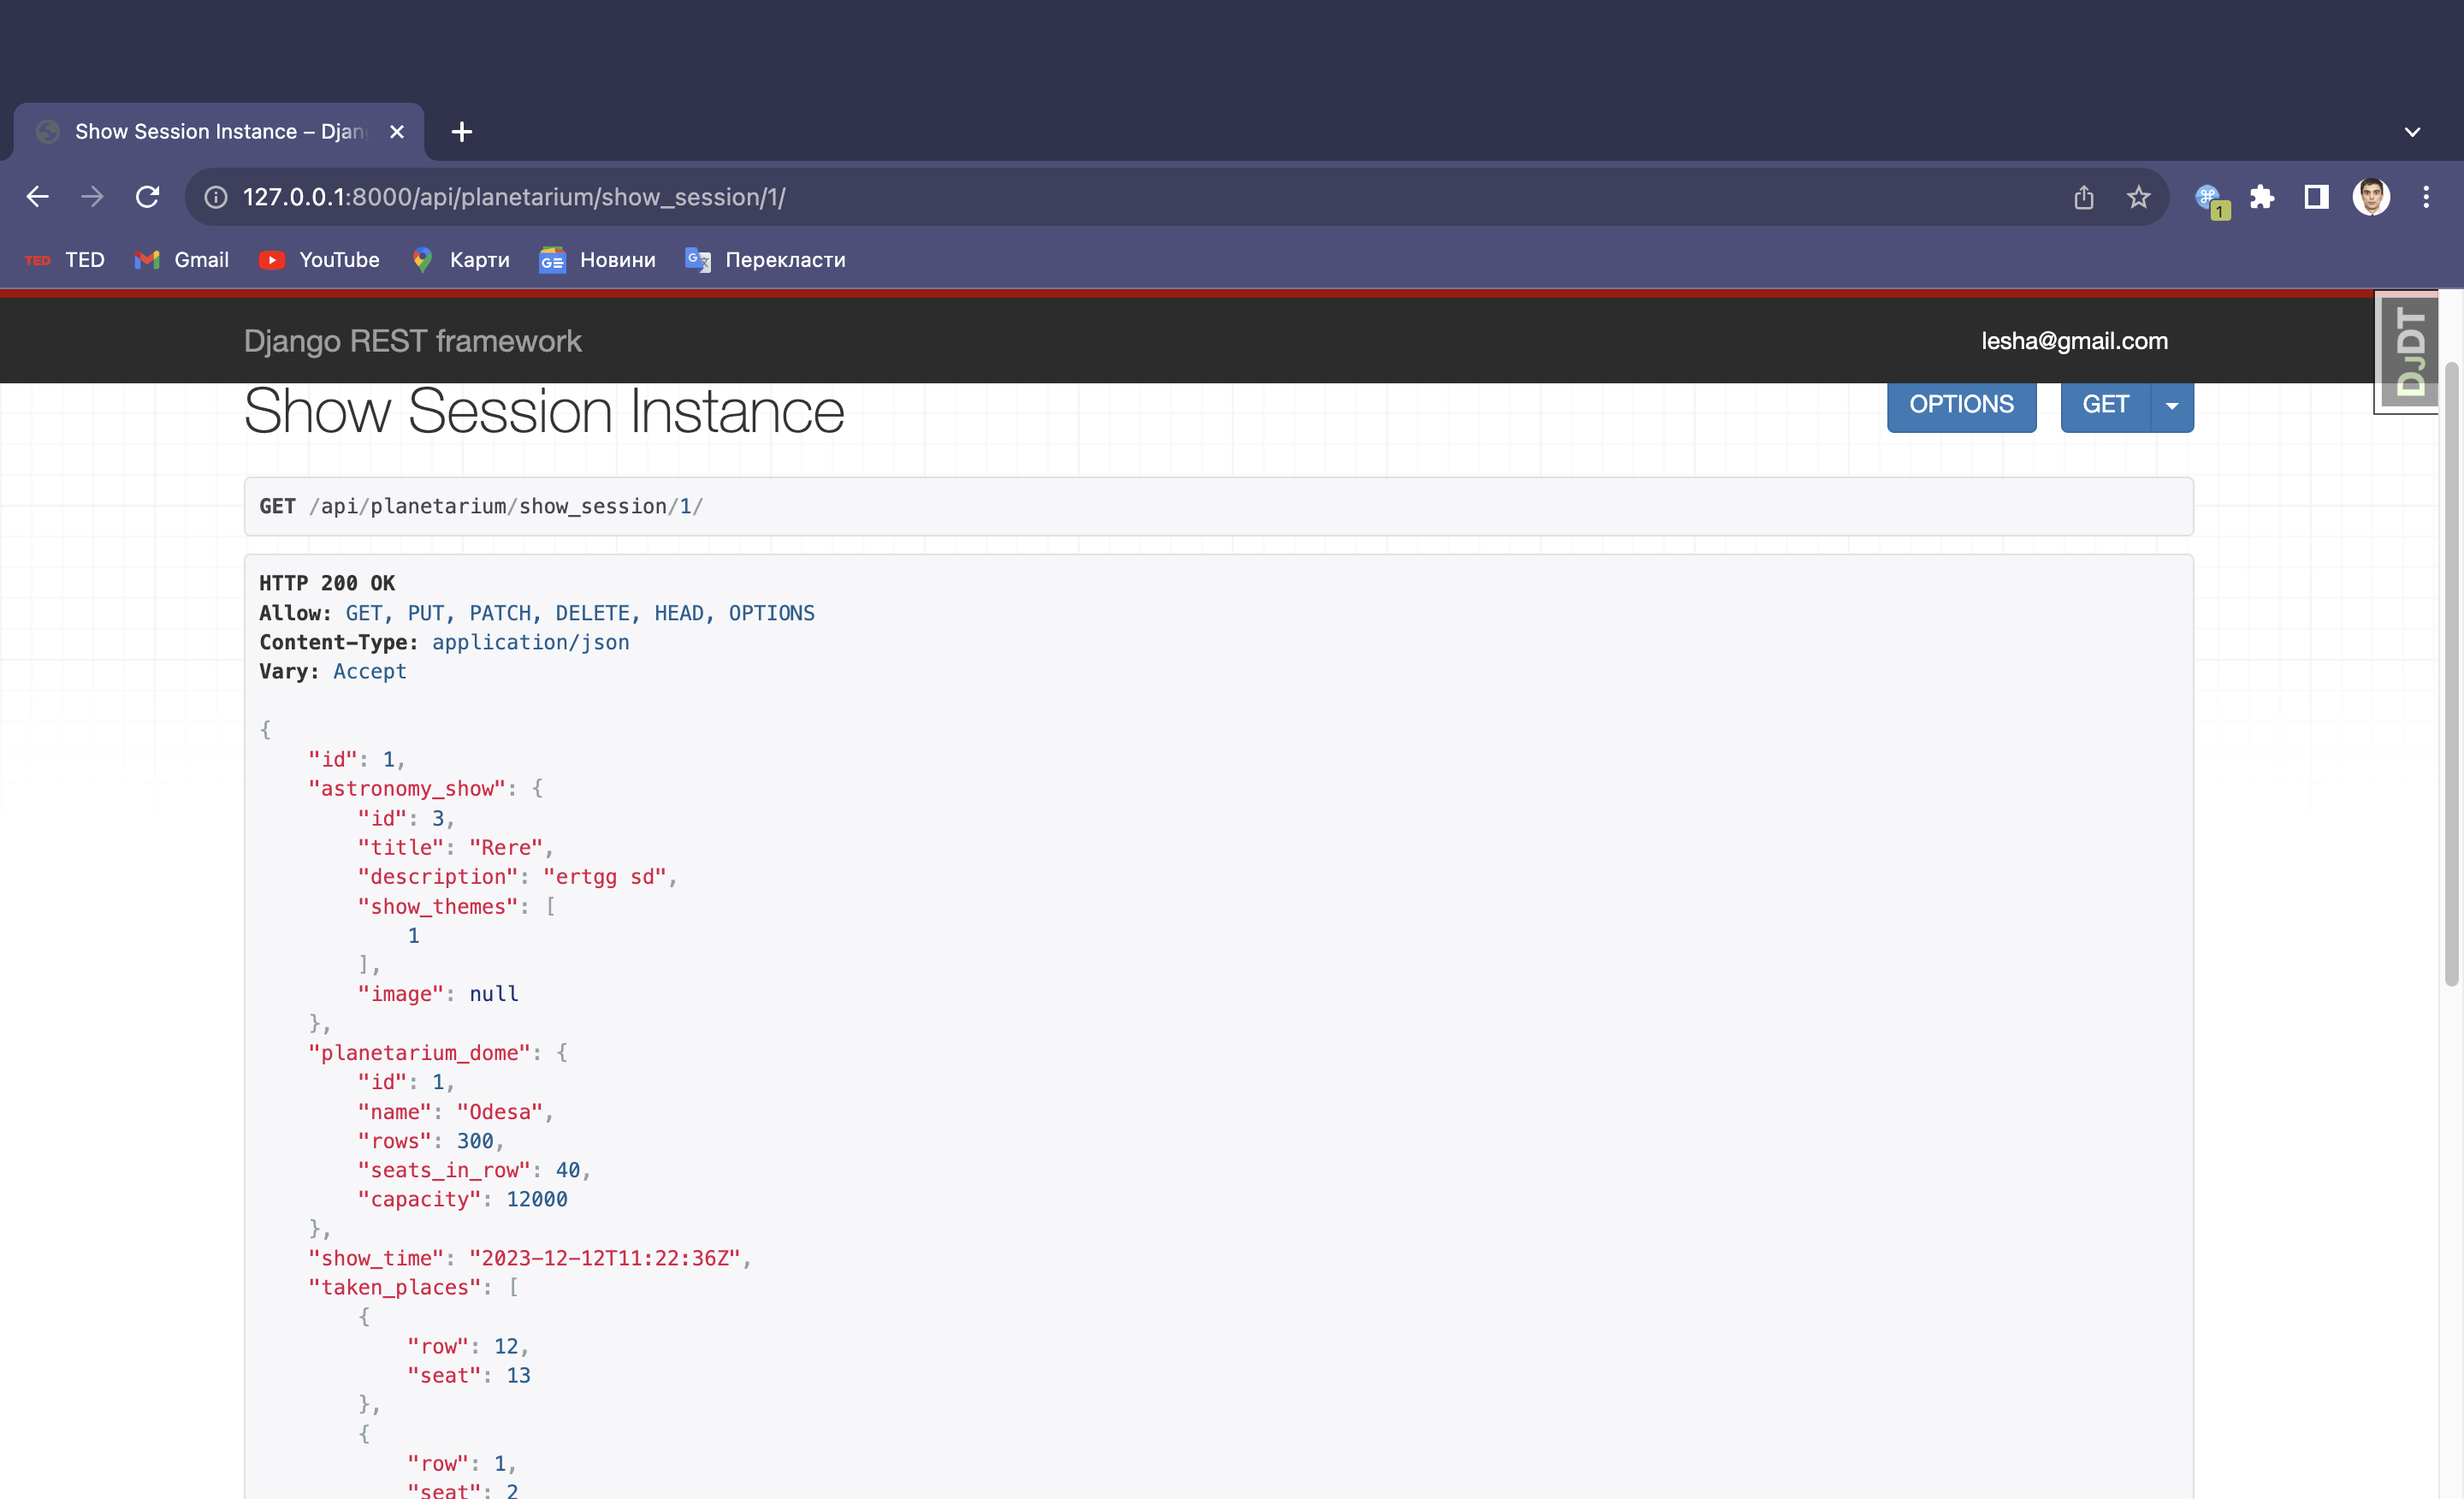 Show Session Instance – Djan
127.0.0.1:8000/api/planetarium/show_session/1/
1
TED TED Gmail YouTube Карти Новини Перекласти
Django REST framework
lesha@gmail.com
DJDT
Show Session Instance
OPTIONS GET
GET /api/planetarium/show_session/1/
HTTP 200 OK
Allow: GET, PUT, PATCH, DELETE, HEAD, OPTIONS
Content-Type: application/json
Vary: Accept
{
"id": 1,
"astronomy_show": {
"id": 3,
"title": "Rere",
"description": "ertgg sd",
"show_themes": [
1
],
"image": null
},
"planetarium_dome": {
"id": 1,
"name": "Odesa",
"rows": 300,
"seats_in_row": 40,
"capacity": 12000
},
"show_time": "2023-12-12T11:22:36Z",
"taken_places": [
{
"row": 12,
"seat": 13
},
{
"row": 1,
"seat": 2